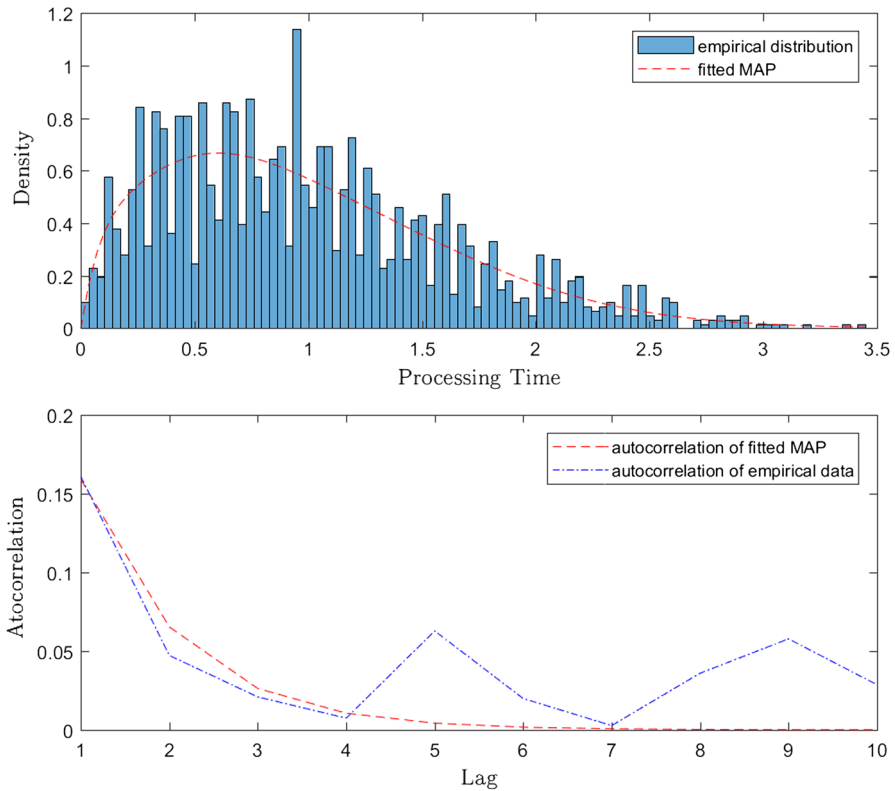 1.2
1
0.8
0.6
0.4
0.2
0
Density
empirical distribution
fitted MAP
0 0.5 1 1.5 2 2.5 3 3.5
Processing Time
0.2
0.15
0.1
0.05
0
Atocorrelation
autocorrelation of fitted MAP
autocorrelation of empirical data
1 2 3 4 5 6 7 8 9 10
Lag